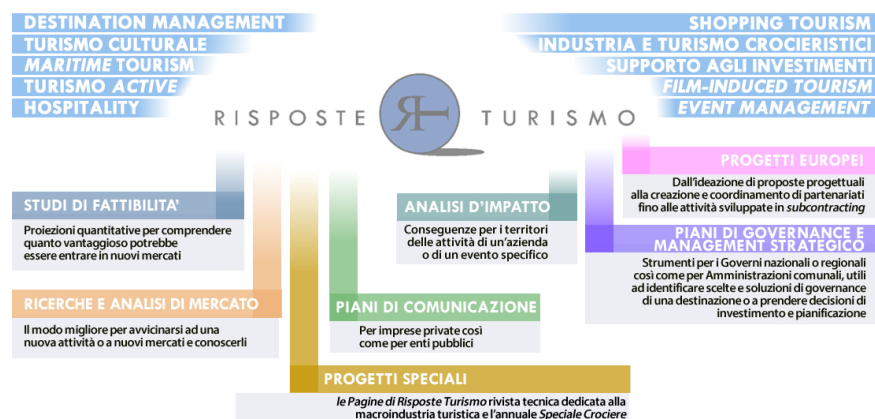 DESTINATION MANAGEMENT
TURISMO CULTURALE
MARITIME TOURISM
TURISMO ACTIVE
HOSPITALITY
SHOPPING TOURISM
INDUSTRIA E TURISMO CROCIERISTICI
SUPPORTO AGLI INVESTIMENTI
FILM-INDUCED TOURISM
EVENT MANAGEMENT
RISPOSTE RT TURISMO
STUDI DI FATTIBILITA'
Proiezioni quantitative per comprendere
quanto vantaggioso potrebbe
essere entrare in nuovi mercati
RICERCHE E ANALISI DI MERCATO
Il modo migliore per avvicinarsi ad una
nuova attività o a nuovi mercati e conoscerli
PROGETTI SPECIALI
le Pagine di Risposte Turismo rivista tecnica dedicata alla
macroindustria turistica e l'annuale Speciale Crociere
PIANI DI COMUNICAZIONE
Per imprese private così
come per enti pubblici
ANALISI D'IMPATTO
Conseguenze per i territori
delle attività di un'azienda
o di un evento specifico
PROGETTI EUROPEI
Dall'ideazione di proposte progettuali
alla creazione e coordinamento di partenariati
fino alle attività sviluppate in subcontracting
PIANI DI GOVERNANCE E
MANAGEMENT STRATEGICO
Strumenti per i Governi nazionali o regionali
così come per Amministrazioni comunali, utili
ad identificare scelte e soluzioni di governance
di una destinazione o a prendere decisioni di
investimento e pianificazione